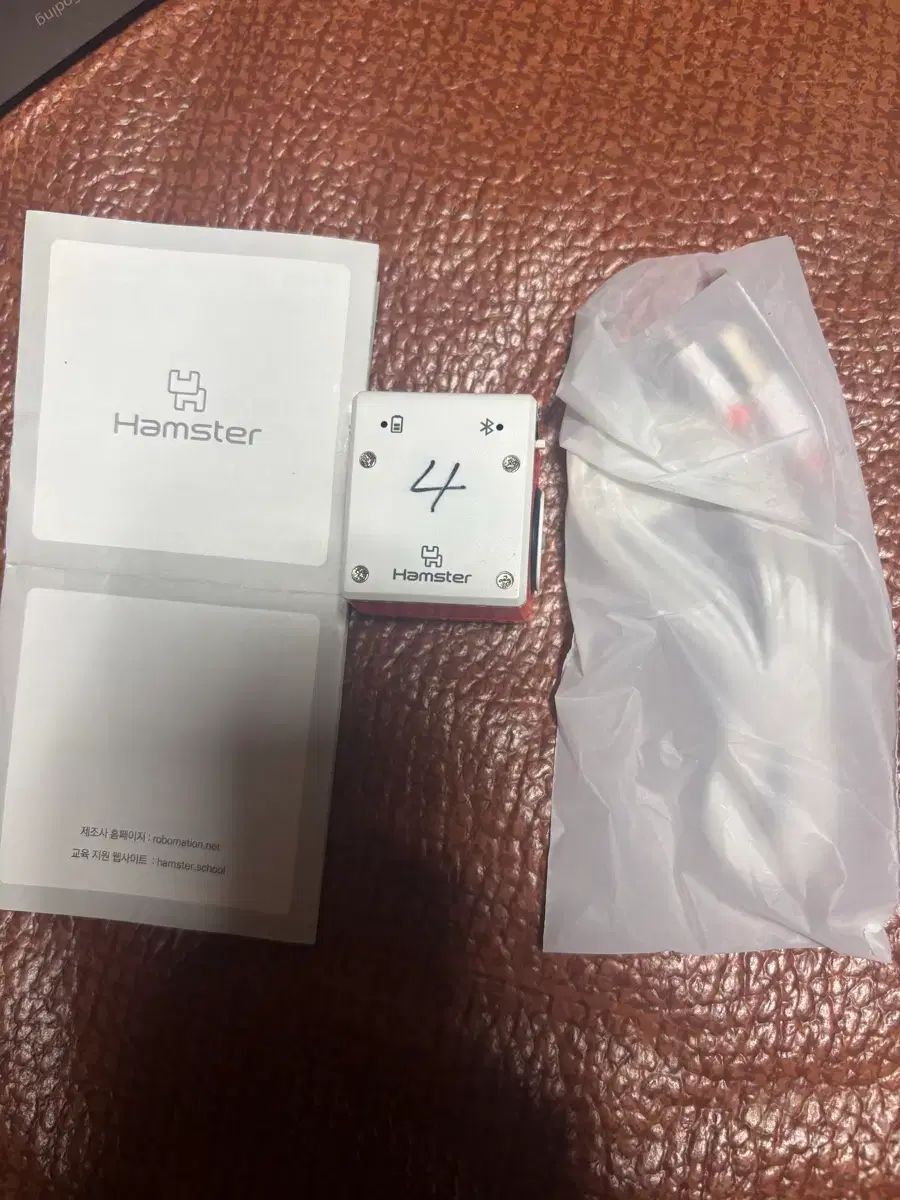 Coding
Hamster
4
Hamster
제조사 홈페이지 : robomation.net
교육 지원 웹사이트 : hamster.school